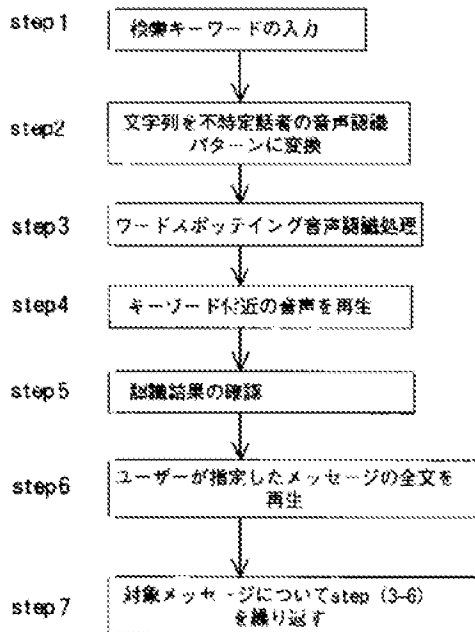 step 1
検索キーワードの入力
step2
文字列を不特定話者の音声認識
パターンに変換
step3
ワードスポッテイング音声認識処理
step4
キーワード付近の音声を再生
step5
認識結果の確認
step6
ユーザーが指定したメッセージの全文を
再生
step7
対象メッセージについてstep (3-6)
を繰り返す